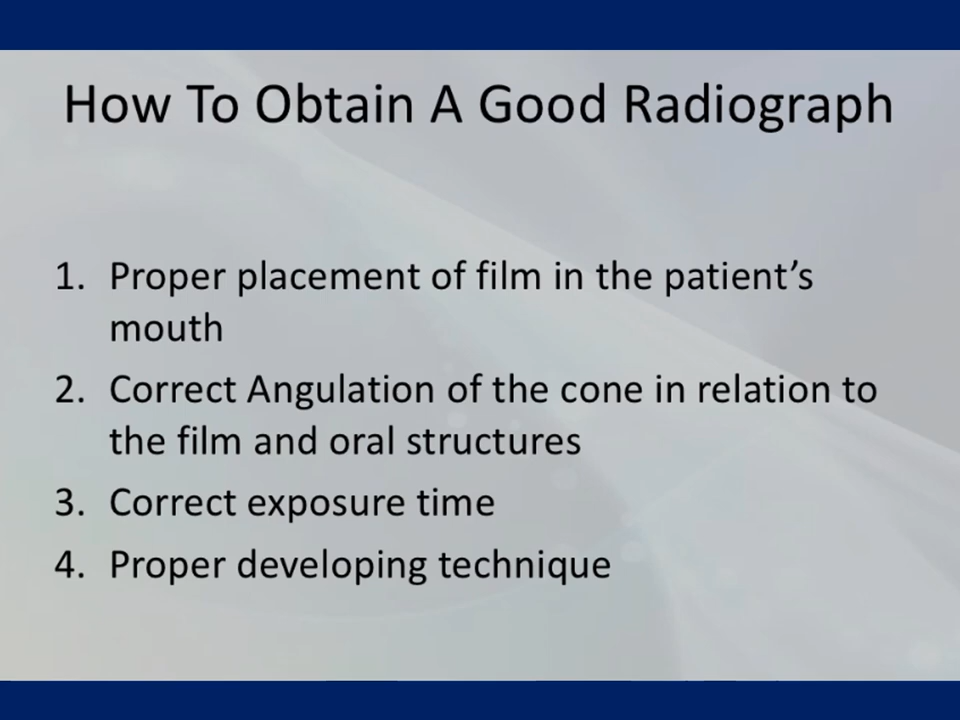 How To Obtain A Good Radiograph
1. Proper placement of film in the patient’s
mouth
2. Correct Angulation of the cone in relation to
the film and oral structures
3. Correct exposure time
4. Proper developing technique